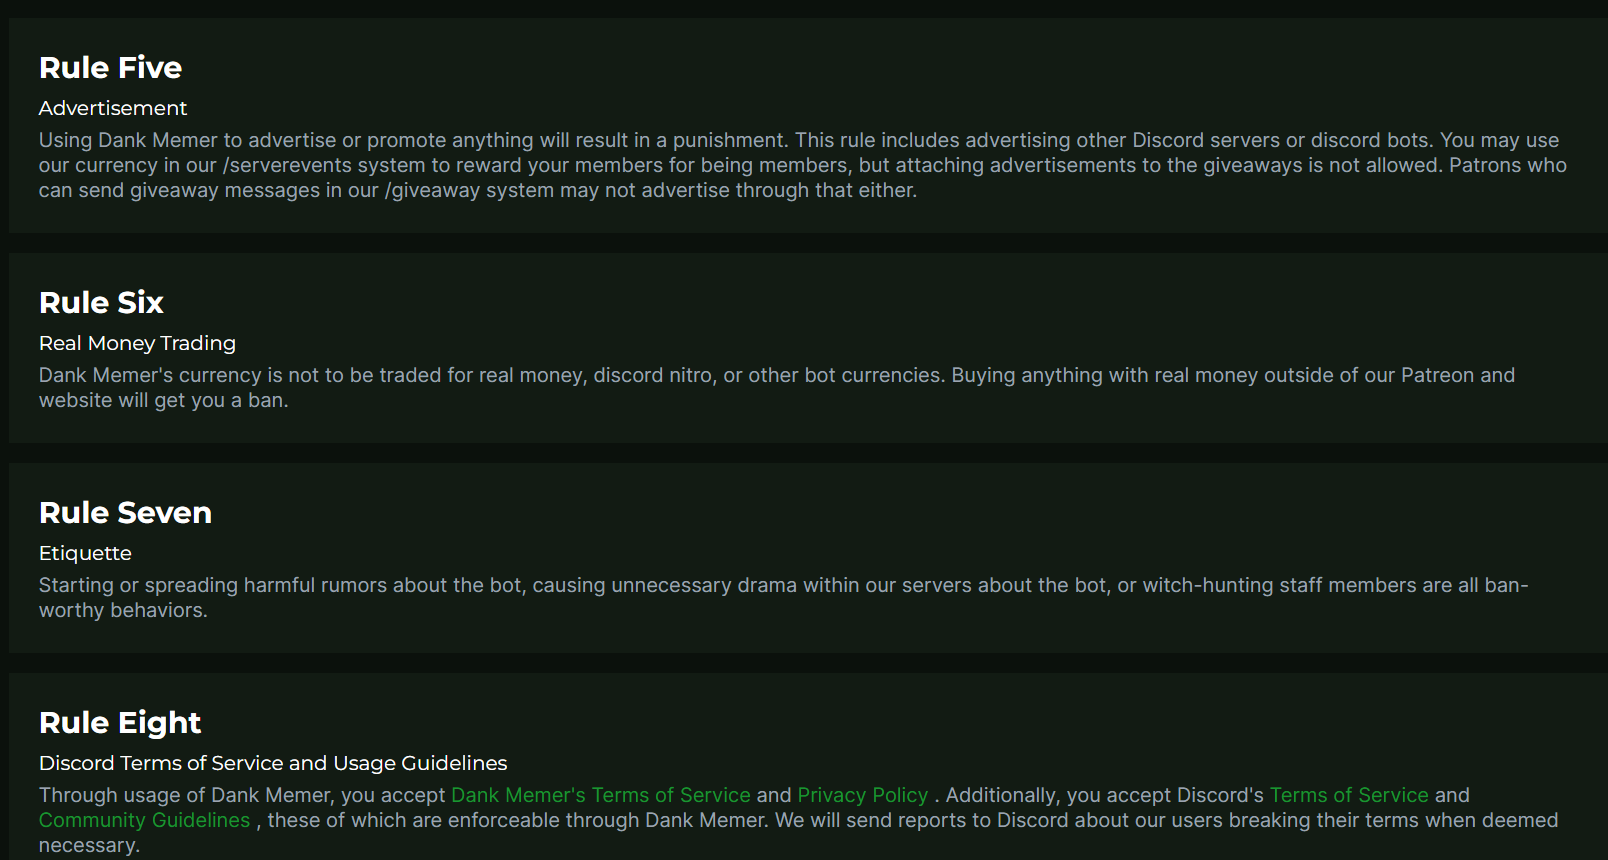 Rule Five
Advertisement
Using Dank Memer to advertise or promote anything will result in a punishment. This rule includes advertising other Discord servers or discord bots. You may use
our currency in our /serverevents system to reward your members for being members, but attaching advertisements to the giveaways is not allowed. Patrons who
can send giveaway messages in our /giveaway system may not advertise through that either.
Rule Six
Real Money Trading
Dank Memer's currency is not to be traded for real money, discord nitro, or other bot currencies. Buying anything with real money outside of our Patreon and
website will get you a ban.
Rule Seven
Etiquette
Starting or spreading harmful rumors about the bot, causing unnecessary drama within our servers about the bot, or witch-hunting staff members are all ban-
worthy behaviors.
Rule Eight
Discord Terms of Service and Usage Guidelines
Through usage of Dank Memer, you accept Dank Memer's Terms of Service and Privacy Policy . Additionally, you accept Discord's Terms of Service and
Community Guidelines , these of which are enforceable through Dank Memer. We will send reports to Discord about our users breaking their terms when deemed
necessary.